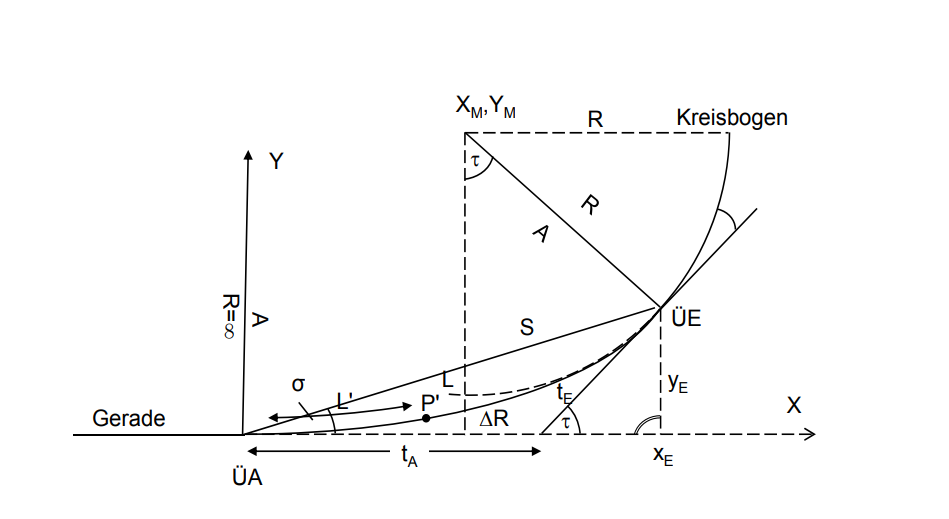 X_M,Y_M
R
Kreisbogen
Y
τ
R
A
R=∞
A
ÜE
S
L
y_E
σ
L'
P'
t_E
X
Gerade
ΔR
τ
t_A
x_E
ÜA